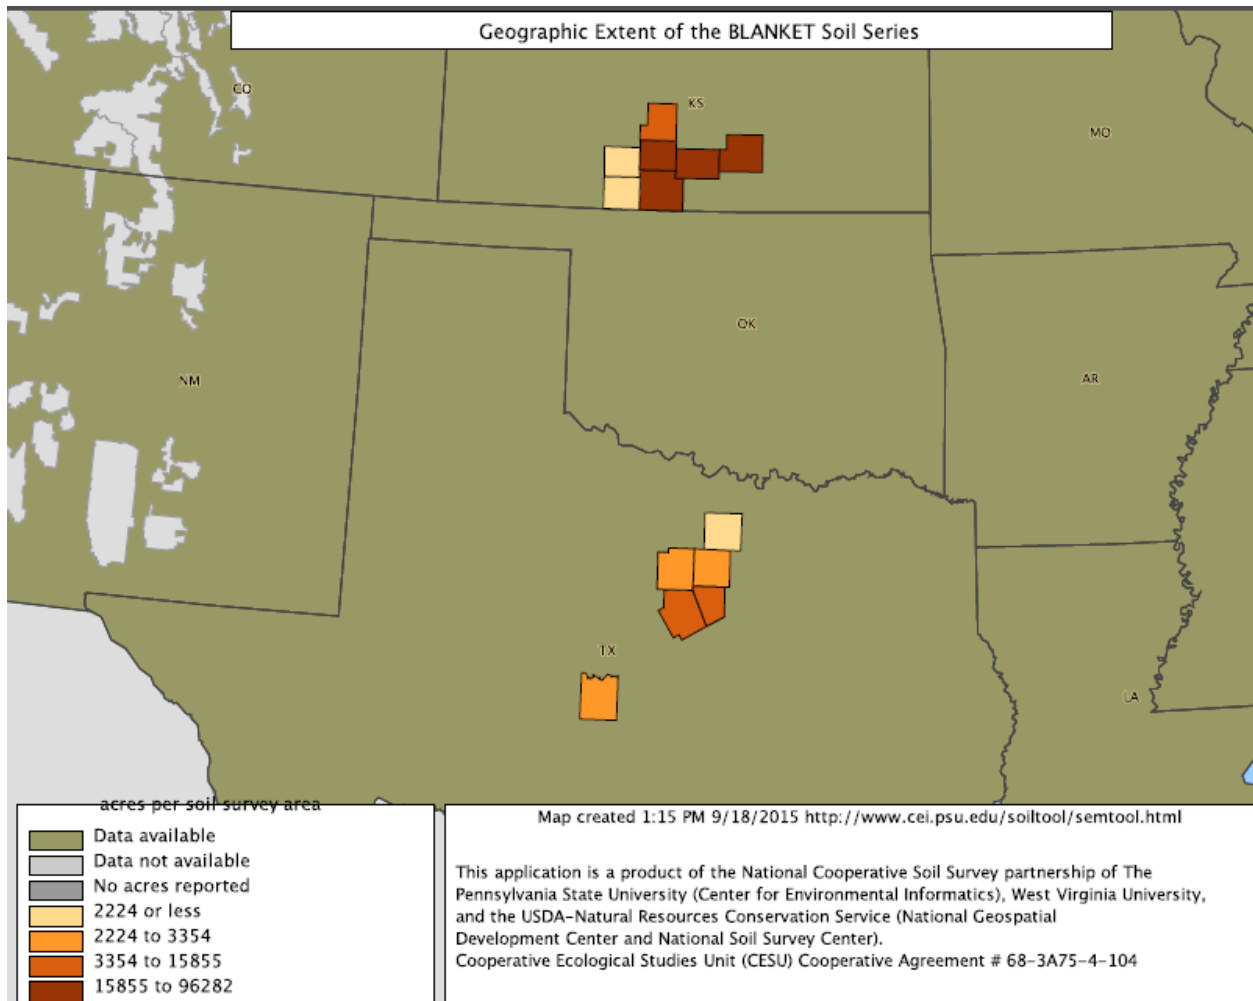 Geographic Extent of the BLANKET Soil Series
CO
KS
MO
OK
NM
AR
TX
LA
acres per soil survey area
Data available
Data not available
No acres reported
2224 or less
2224 to 3354
3354 to 15855
15855 to 96282
Map created 1:15 PM 9/18/2015 http://www.cei.psu.edu/soiltool/semtool.html
This application is a product of the National Cooperative Soil Survey partnership of The
Pennsylvania State University (Center for Environmental Informatics), West Virginia University,
and the USDA-Natural Resources Conservation Service (National Geospatial
Development Center and National Soil Survey Center).
Cooperative Ecological Studies Unit (CESU) Cooperative Agreement # 68-3A75-4-104